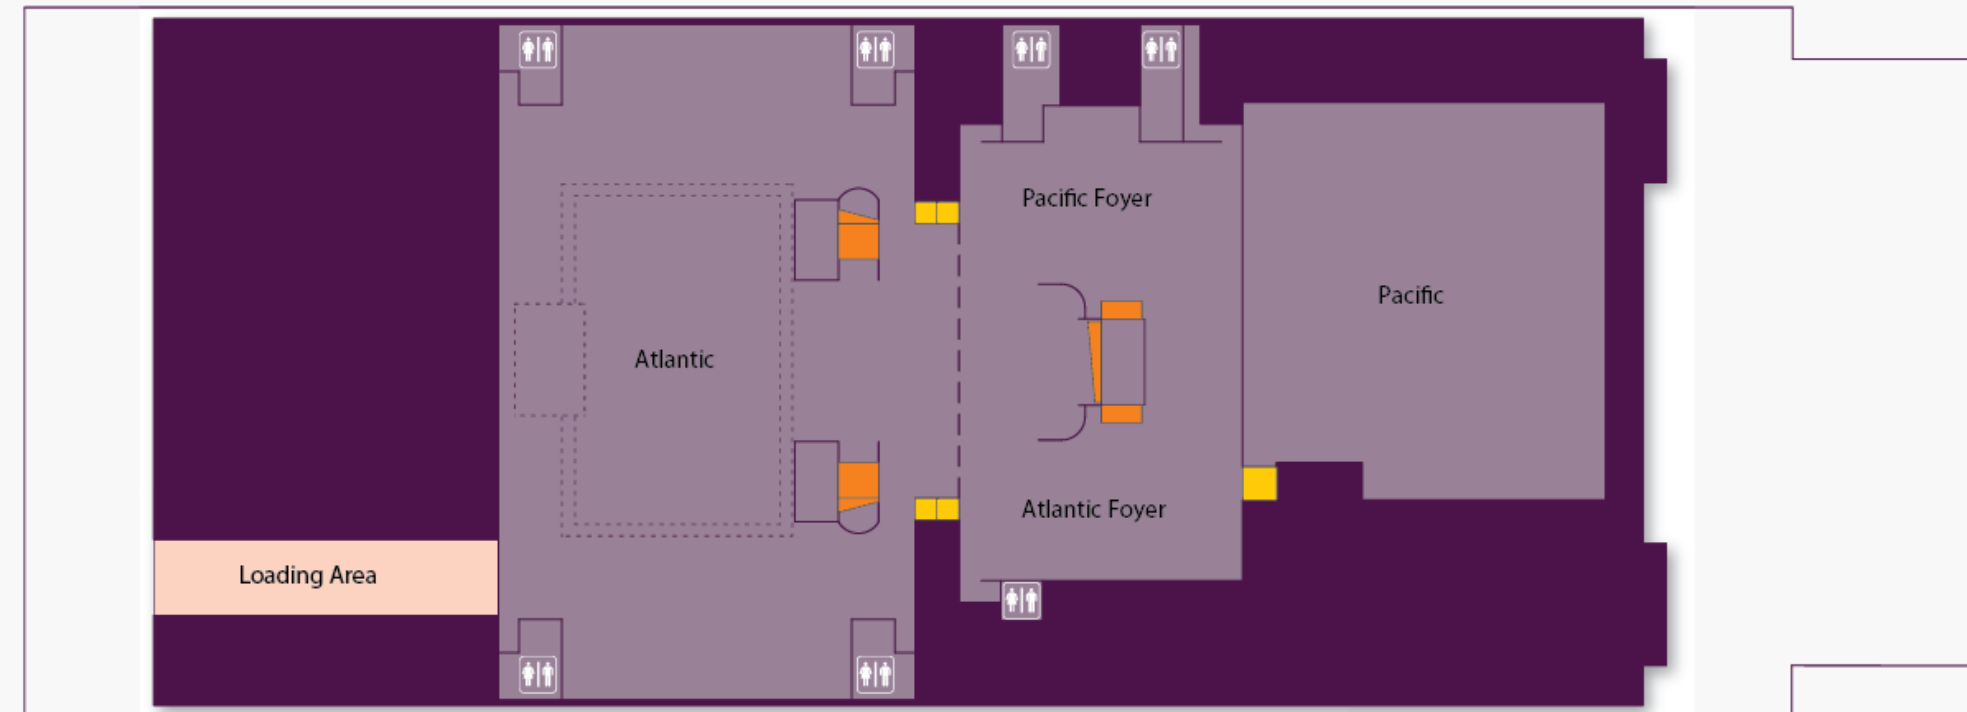 Pacific Foyer
Pacific
Atlantic
Atlantic Foyer
Loading Area